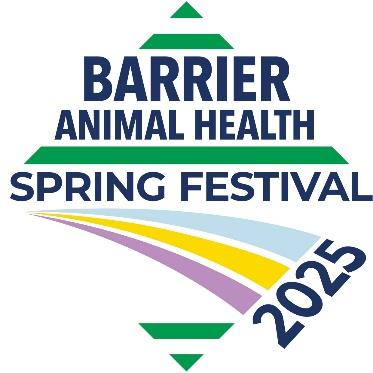 BARRIER
ANIMAL HEALTH
SPRING FESTIVAL
2025